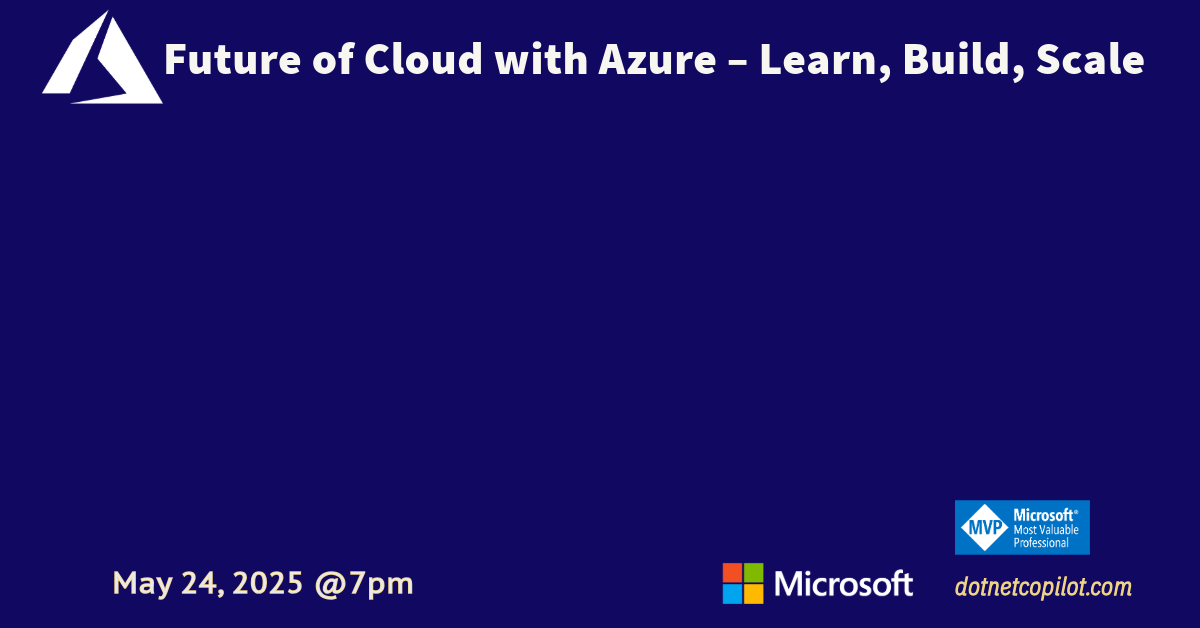 Future of Cloud with Azure – Learn, Build, Scale
MVP
Microsoft®
Most Valuable
Professional
May 24, 2025 @7pm
Microsoft
dotnetcopilot.com